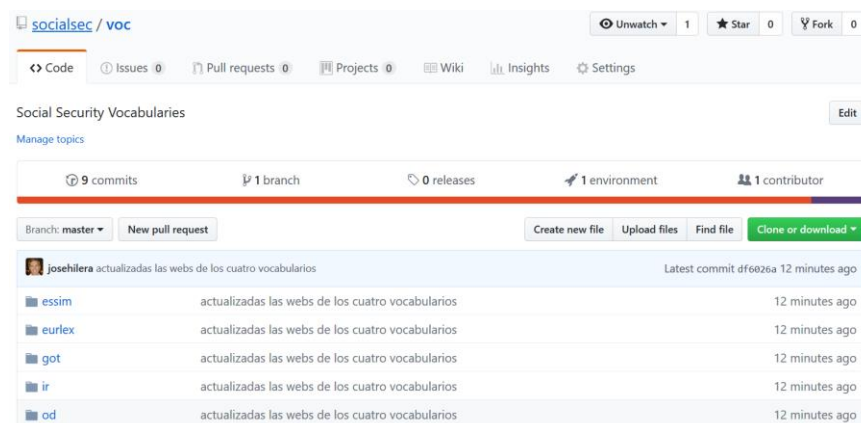 socialsec / voc
Unwatch 1 Star 0 Fork 0
<> Code Issues 0 Pull requests 0 Projects 0 Wiki Insights Settings
Social Security Vocabularies Edit
Manage topics
9 commits 1 branch 0 releases 1 environment 1 contributor
Branch: master New pull request Create new file Upload files Find file Clone or download
josehilera actualizadas las webs de los cuatro vocabularios Latest commit df6026a 12 minutes ago
essim actualizadas las webs de los cuatro vocabularios 12 minutes ago
eurlex actualizadas las webs de los cuatro vocabularios 12 minutes ago
got actualizadas las webs de los cuatro vocabularios 12 minutes ago
ir actualizadas las webs de los cuatro vocabularios 12 minutes ago
od actualizadas las webs de los cuatro vocabularios 12 minutes ago